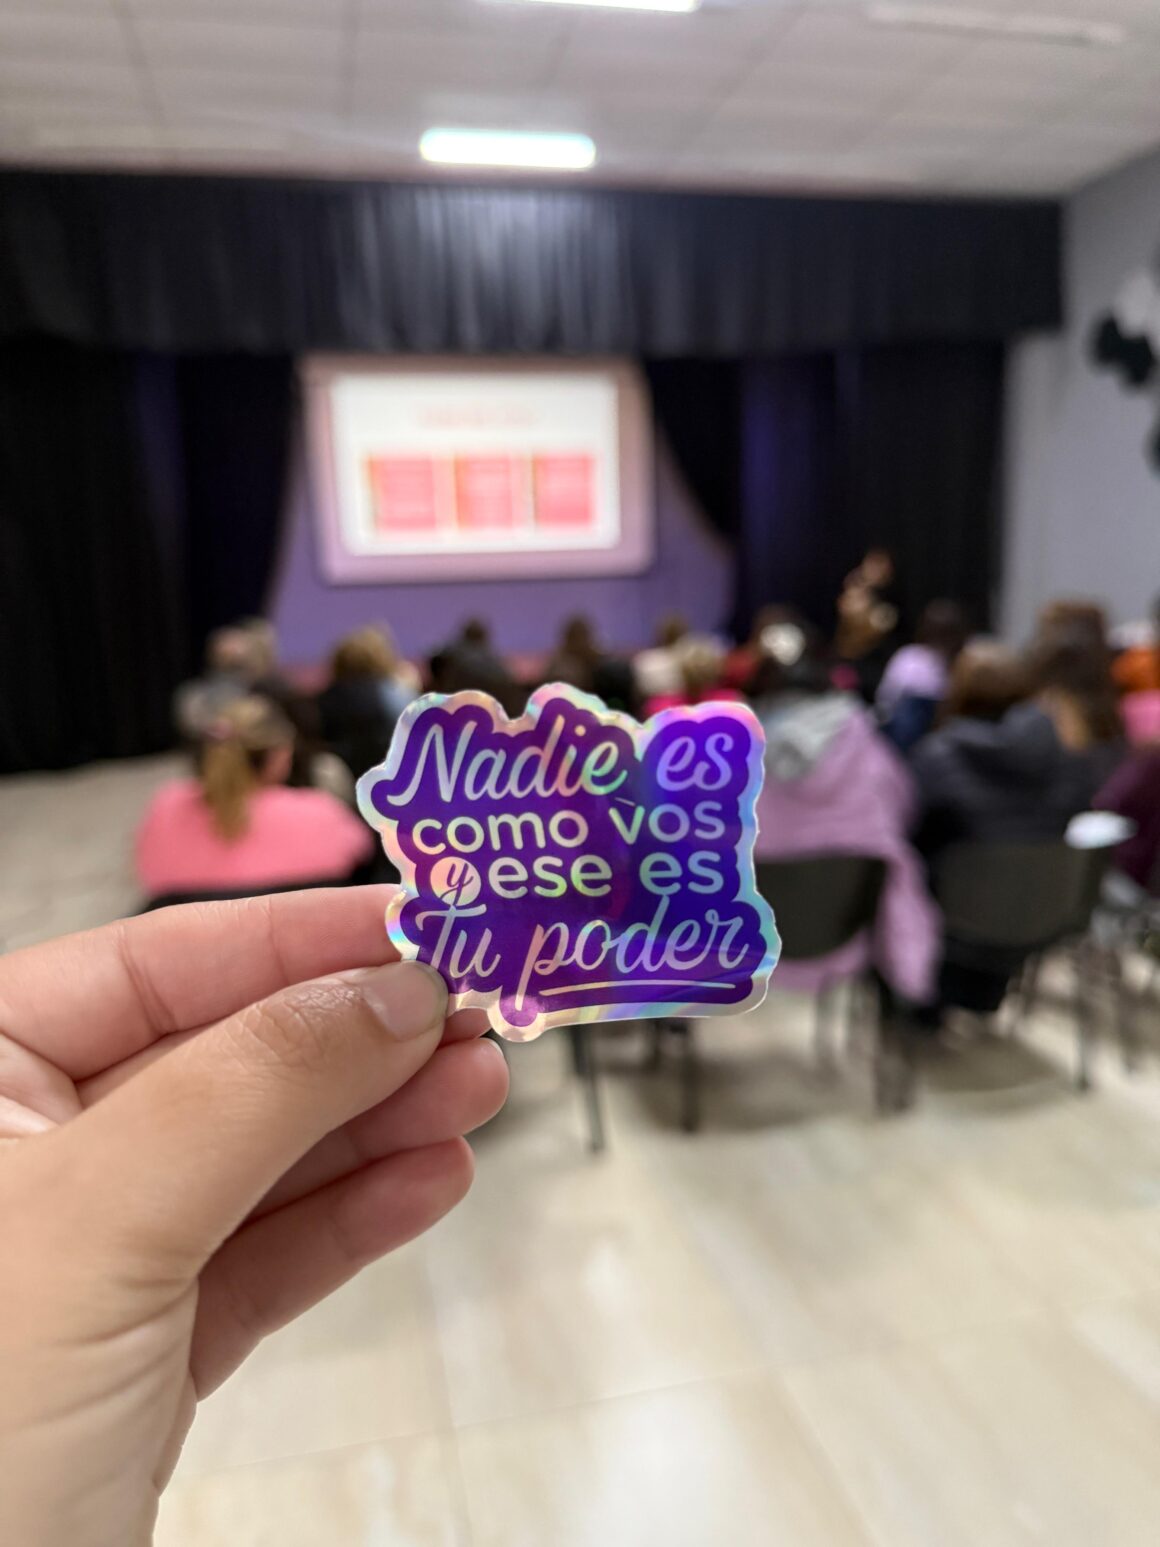 Nadie es
como vos
y ese es
Tu poder